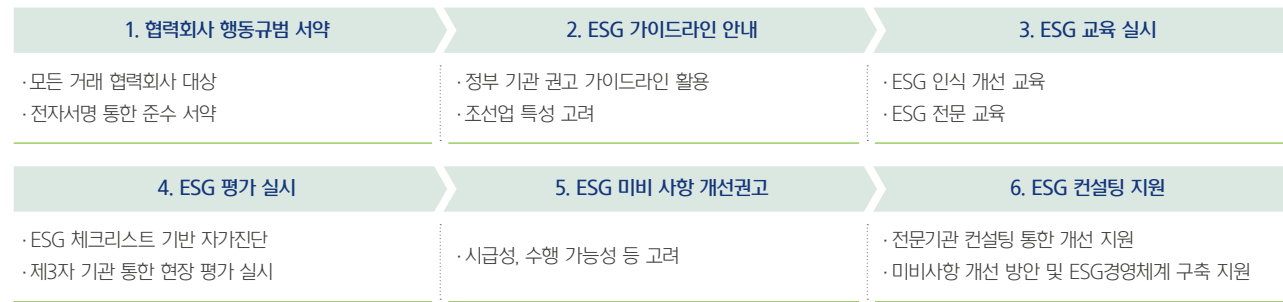 1. 협력회사 행동규범 서약
2. ESG 가이드라인 안내
3. ESG 교육 실시
· 모든 거래 협력회사 대상
· 전자서명 통한 준수 서약
· 정부 기관 권고 가이드라인 활용
· 조선업 특성 고려
· ESG 인식 개선 교육
· ESG 전문 교육
4. ESG 평가 실시
5. ESG 미비 사항 개선권고
6. ESG 컨설팅 지원
· ESG 체크리스트 기반 자가진단
· 제3자 기관 통한 현장 평가 실시
· 시급성, 수행 가능성 등 고려
· 전문기관 컨설팅 통한 개선 지원
· 미비사항 개선 방안 및 ESG경영체계 구축 지원